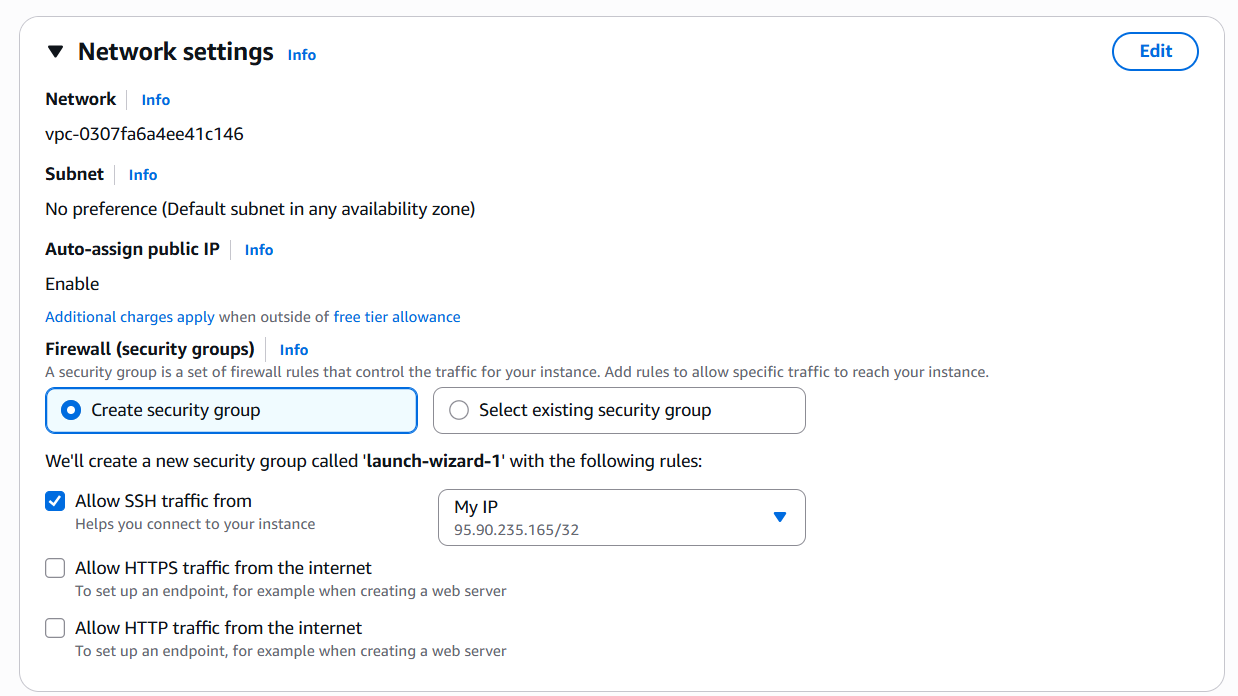 Network settings Info Edit
Network Info
vpc-0307fa6a4ee41c146
Subnet Info
No preference (Default subnet in any availability zone)
Auto-assign public IP Info
Enable
Additional charges apply when outside of free tier allowance
Firewall (security groups) Info
A security group is a set of firewall rules that control the traffic for your instance. Add rules to allow specific traffic to reach your instance.
Create security group Select existing security group
We'll create a new security group called 'launch-wizard-1' with the following rules:
Allow SSH traffic from My IP
Helps you connect to your instance 95.90.235.165/32
Allow HTTPS traffic from the internet
To set up an endpoint, for example when creating a web server
Allow HTTP traffic from the internet
To set up an endpoint, for example when creating a web server